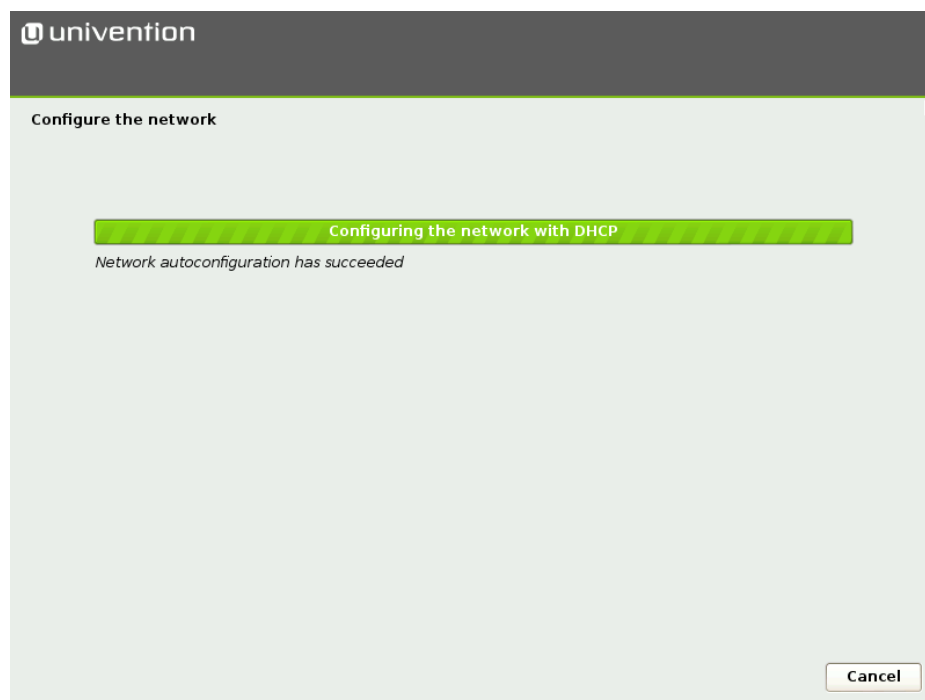 univention
Configure the network
Configuring the network with DHCP
Network autoconfiguration has succeeded
Cancel